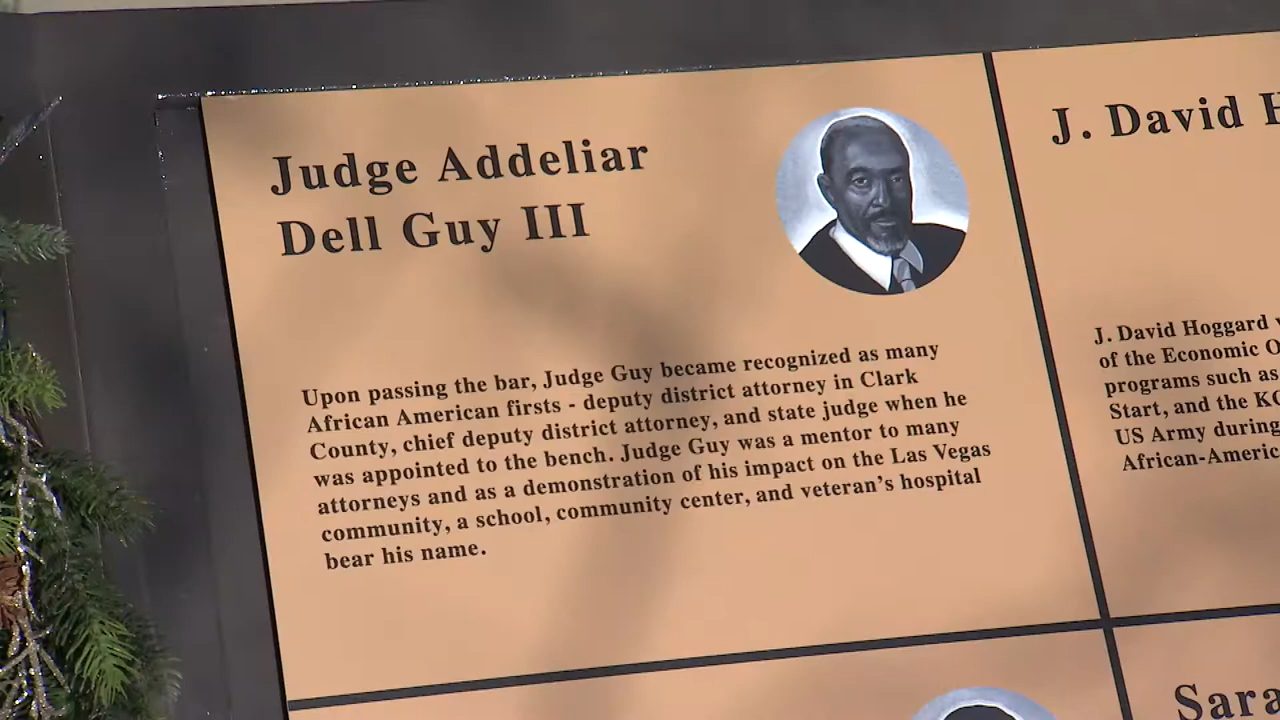 Judge Addeliar
Dell Guy III
Upon passing the bar, Judge Guy became recognized as many
African American firsts - deputy district attorney in Clark
County, chief deputy district attorney, and state judge when he
was appointed to the bench. Judge Guy was a mentor to many
attorneys and as a demonstration of his impact on the Las Vegas
community, a school, community center, and veteran's hospital
bear his name.
J. David
J. David Hoggard
of the Economic
programs such as
Start, and the
US Army during